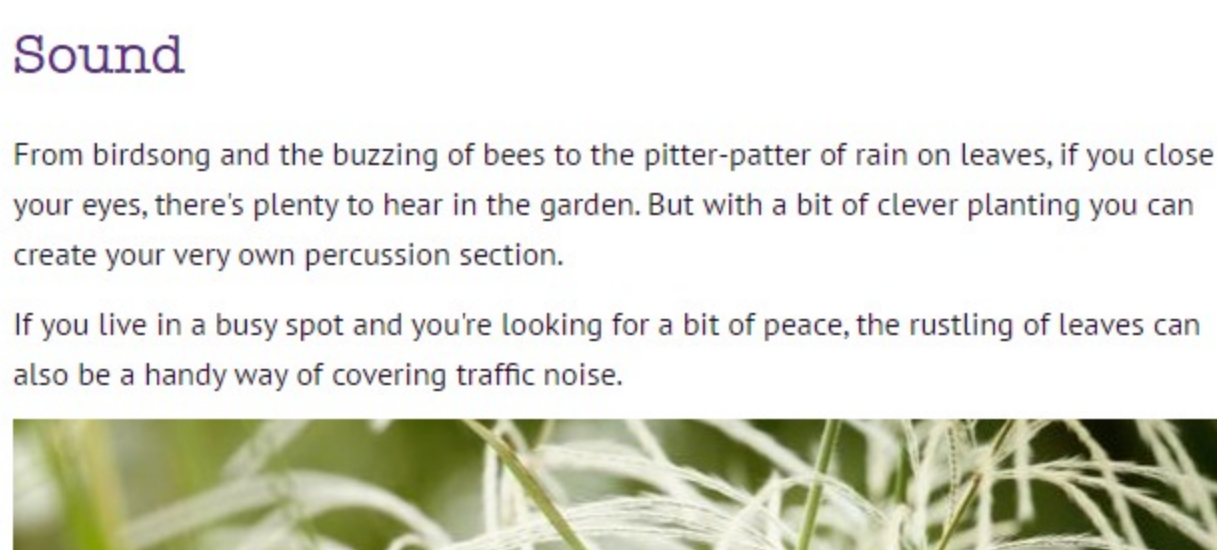 Sound
From birdsong and the buzzing of bees to the pitter-patter of rain on leaves, if you close
your eyes, there's plenty to hear in the garden. But with a bit of clever planting you can
create your very own percussion section.
If you live in a busy spot and you're looking for a bit of peace, the rustling of leaves can
also be a handy way of covering traffic noise.